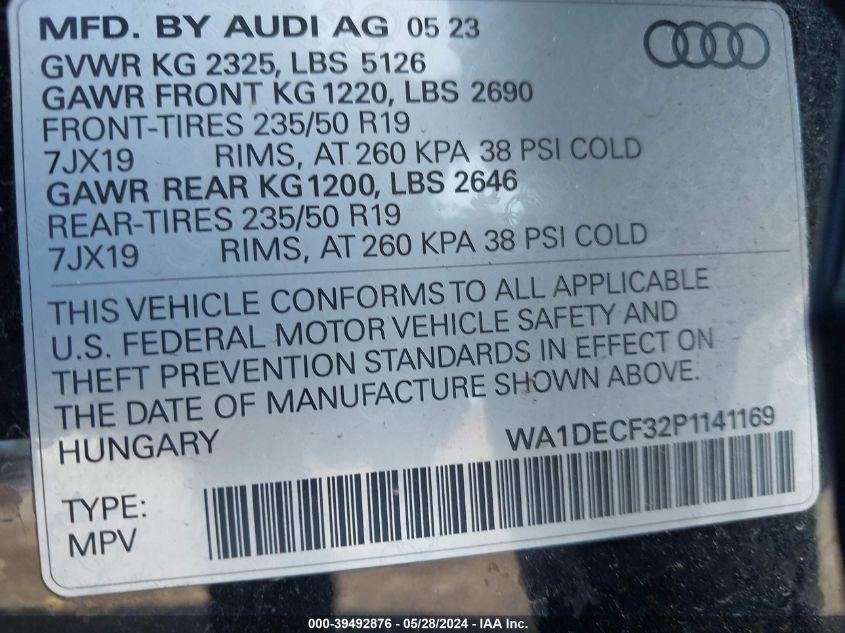 MFD. BY AUDI AG 05 23
GVWR KG 2325, LBS 5126
GAWR FRONT KG 1220, LBS 2690
FRONT-TIRES 235/50 R19
7JX19 RIMS, AT 260 KPA 38 PSI COLD
GAWR REAR KG 1200, LBS 2646
REAR-TIRES 235/50 R19
7JX19 RIMS, AT 260 KPA 38 PSI COLD
THIS VEHICLE CONFORMS TO ALL APPLICABLE
U.S. FEDERAL MOTOR VEHICLE SAFETY AND
THEFT PREVENTION STANDARDS IN EFFECT ON
THE DATE OF MANUFACTURE SHOWN ABOVE.
HUNGARY WA1DECF32P1141169
TYPE:
MPV
000-39492876 - 05/28/2024 - IAA Inc.